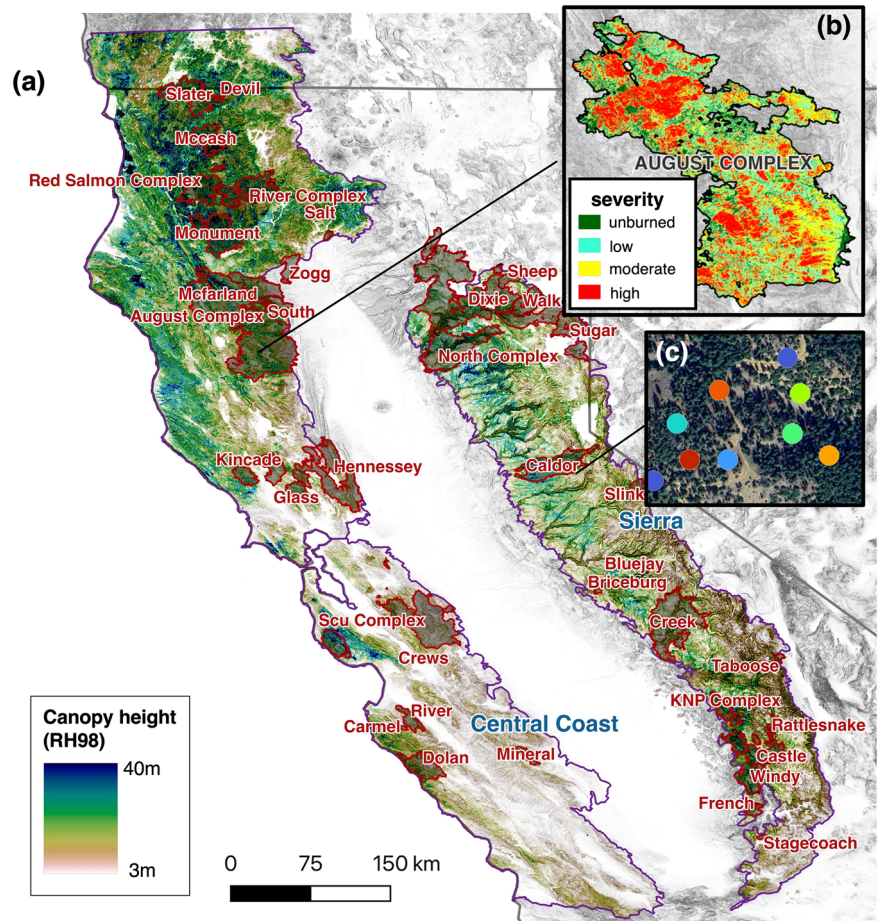 (a)
Slater
Devil
Mccash
Red Salmon Complex
River Complex
Salt
Monument
Zogg
Mcfarland
South
August Complex
Sheep
Dixie
Walk
Sugar
North Complex
Kincade
Hennessey
Glass
Caldor
Slink
Sierra
Bluejay
Briceburg
Scu Complex
Creek
Crews
Taboose
KNP Complex
River
Carmel
Central Coast
Rattlesnake
Dolan
Mineral
Castle
Windy
French
Stagecoach
(b)
AUGUST COMPLEX
severity
unburned
low
moderate
high
(c)
Canopy height
(RH98)
40m
3m
0 75 150 km